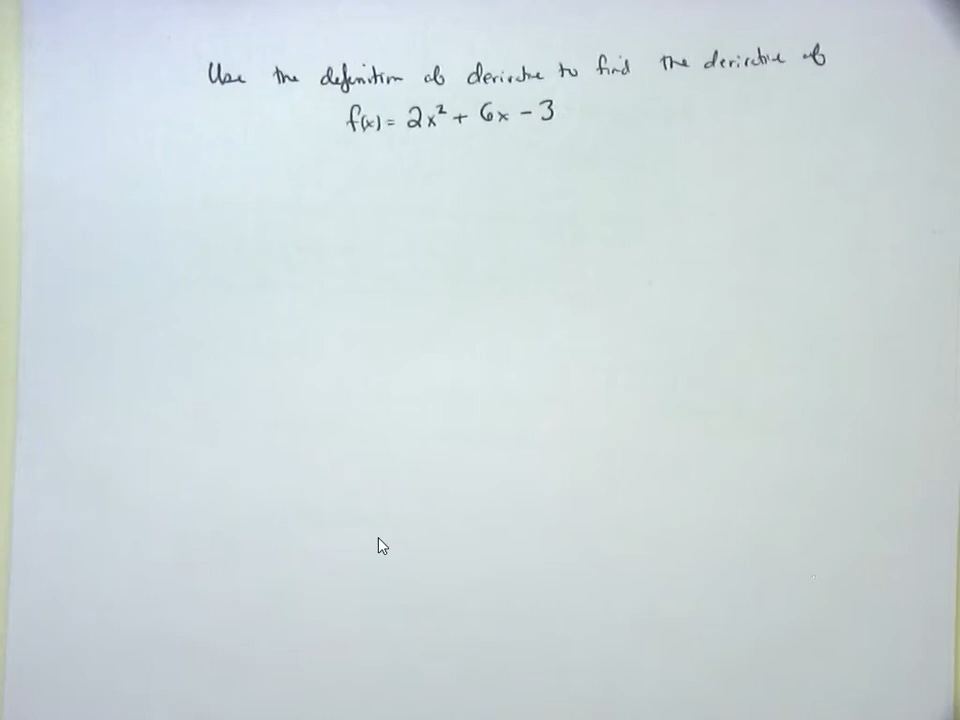 Use the definition of derivative to find the derivative of
f(x) = 2x² + 6x - 3